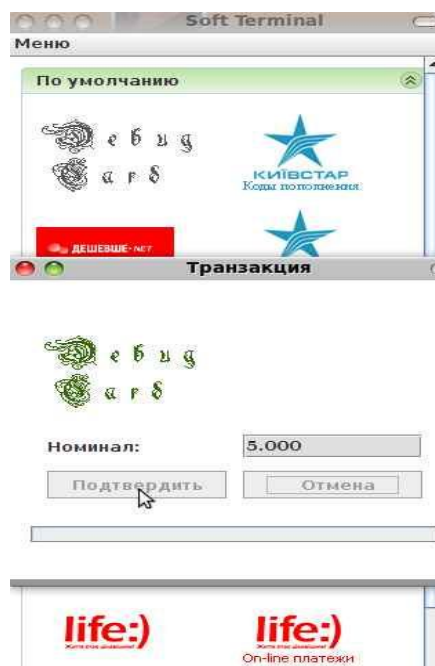 Soft Terminal
Меню
По умолчанию
Debug
Card
КИЇВСТАР
Коды пополнения
ДЕШЕВШЕ-NET
Транзакция
Debug
Card
Номинал:
5.000
Подтвердить
Отмена
life:)
life:)
On-line платежи